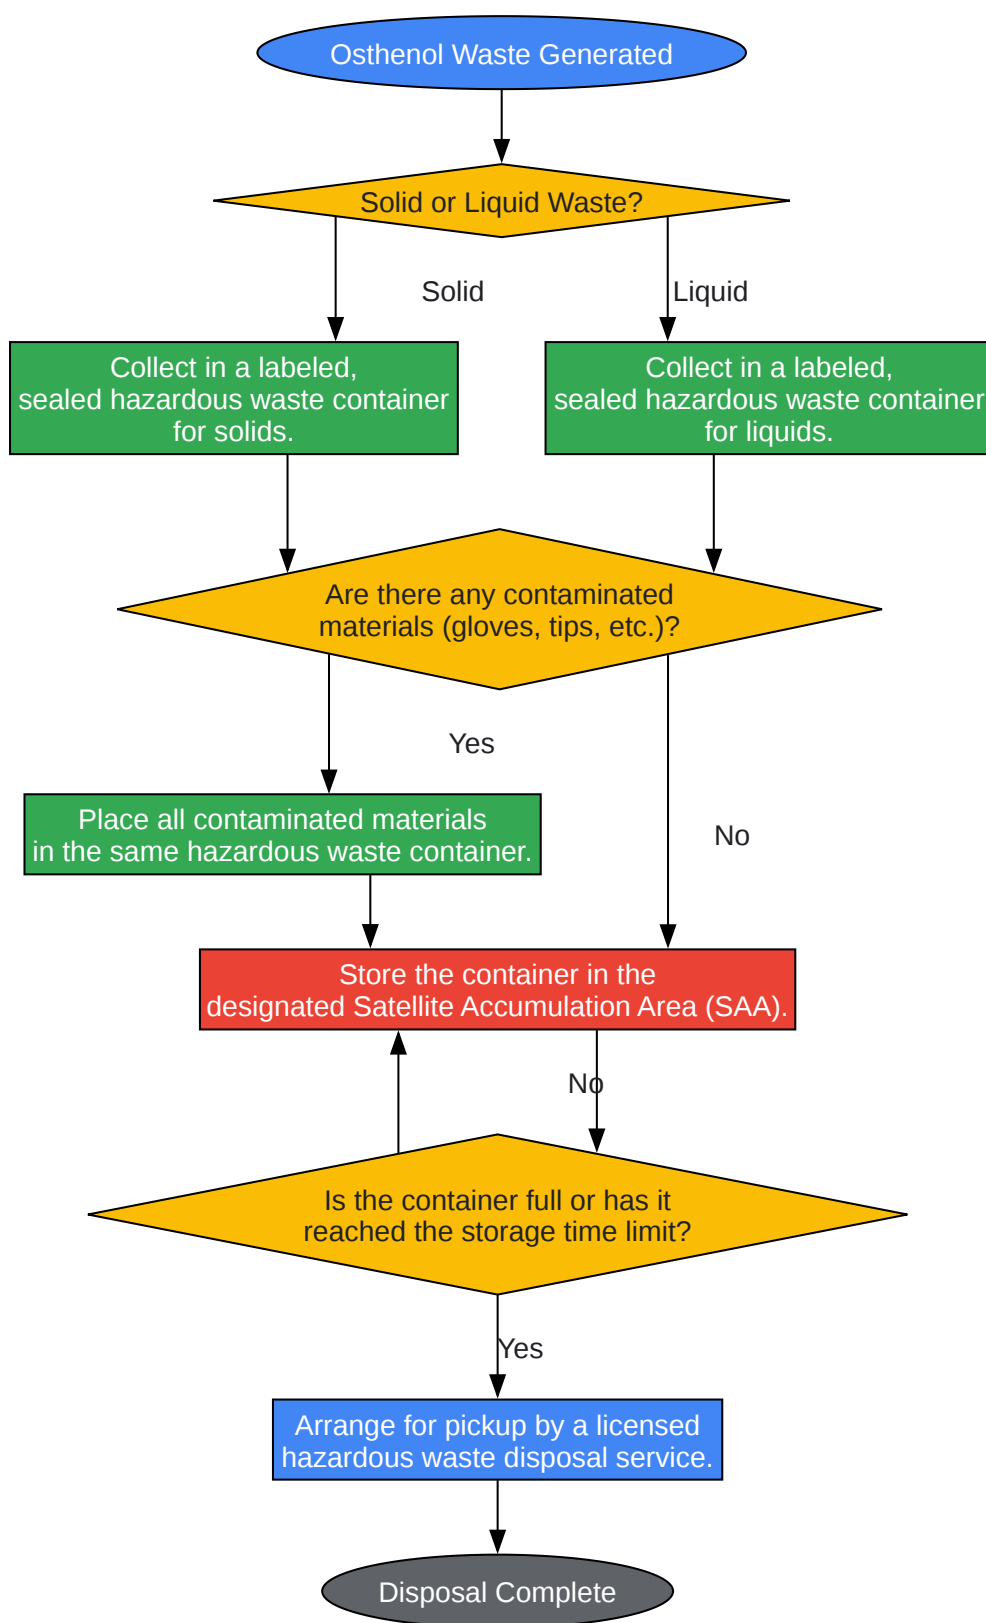 Osthenol Waste Generated
Solid or Liquid Waste?
Solid
Liquid
Collect in a labeled,
sealed hazardous waste container
for solids.
Collect in a labeled,
sealed hazardous waste container
for liquids.
Are there any contaminated
materials (gloves, tips, etc.)?
Yes
Place all contaminated materials
in the same hazardous waste container.
No
Store the container in the
designated Satellite Accumulation Area (SAA).
No
Is the container full or has it
reached the storage time limit?
Yes
Arrange for pickup by a licensed
hazardous waste disposal service.
Disposal Complete